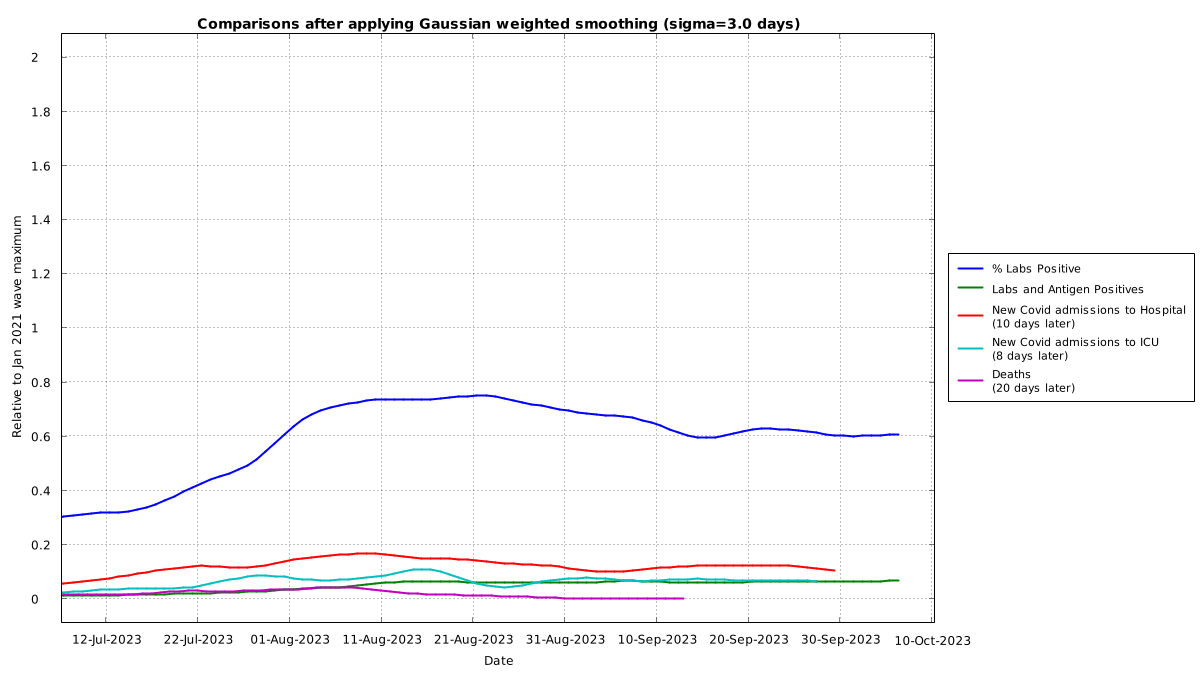 Comparisons after applying Gaussian weighted smoothing (sigma=3.0 days)
Relative to Jan 2021 wave maximum
2
1.8
1.6
1.4
1.2
1
0.8
0.6
0.4
0.2
0
12-Jul-2023
22-Jul-2023
01-Aug-2023
11-Aug-2023
21-Aug-2023
31-Aug-2023
10-Sep-2023
20-Sep-2023
30-Sep-2023
10-Oct-2023
Date
% Labs Positive
Labs and Antigen Positives
New Covid admissions to Hospital
(10 days later)
New Covid admissions to ICU
(8 days later)
Deaths
(20 days later)